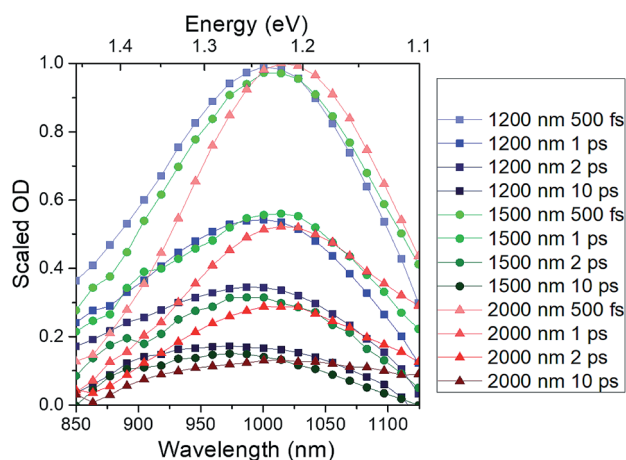 Energy (eV)
1.4 1.3 1.2 1.1
1.0
0.8
0.6
0.4
0.2
0.0
Scaled OD
850 900 950 1000 1050 1100
Wavelength (nm)
1200 nm 500 fs
1200 nm 1 ps
1200 nm 2 ps
1200 nm 10 ps
1500 nm 500 fs
1500 nm 1 ps
1500 nm 2 ps
1500 nm 10 ps
2000 nm 500 fs
2000 nm 1 ps
2000 nm 2 ps
2000 nm 10 ps